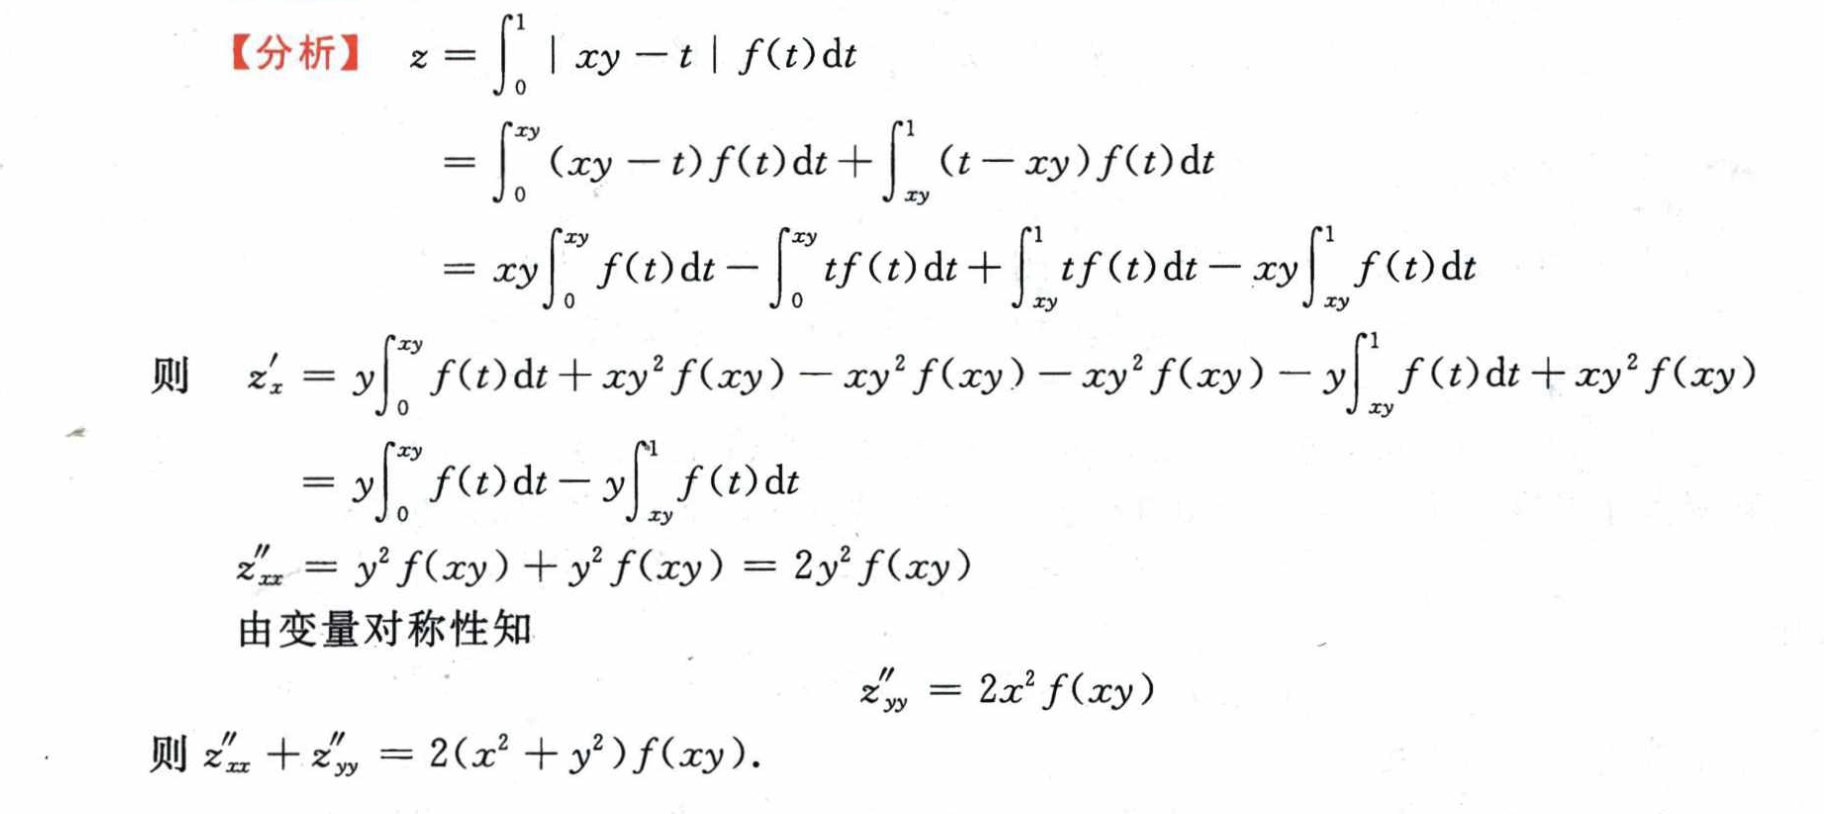 【分析】 z = ∫₀¹ | xy − t | f(t)dt
= ∫₀^{xy} (xy − t)f(t)dt + ∫_{xy}¹ (t − xy)f(t)dt
= xy∫₀^{xy} f(t)dt − ∫₀^{xy} tf(t)dt + ∫_{xy}¹ tf(t)dt − xy∫_{xy}¹ f(t)dt
则 z′ₓ = y∫₀^{xy} f(t)dt + xy²f(xy) − xy²f(xy) − xy²f(xy) − y∫_{xy}¹ f(t)dt + xy²f(xy)
= y∫₀^{xy} f(t)dt − y∫_{xy}¹ f(t)dt
z″_{xx} = y²f(xy) + y²f(xy) = 2y²f(xy)
由变量对称性知
z″_{yy} = 2x²f(xy)
则 z″_{xx} + z″_{yy} = 2(x² + y²)f(xy).